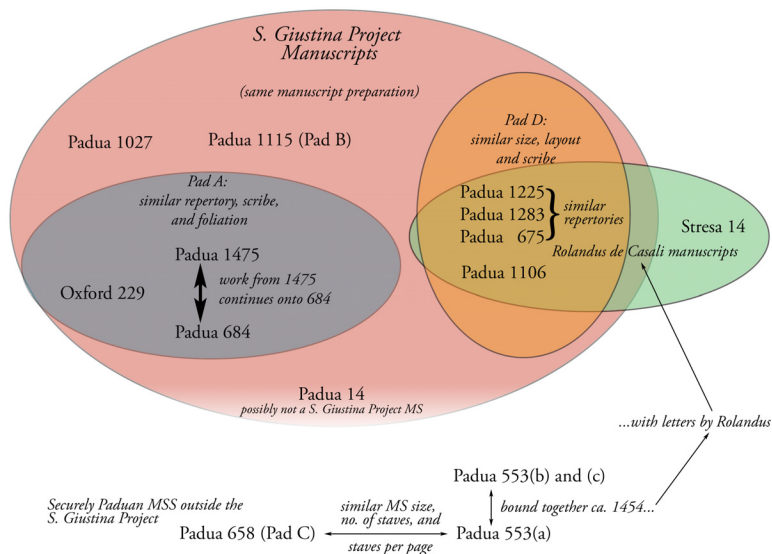 S. Giustina Project
Manuscripts
(same manuscript preparation)
Padua 1027
Padua 1115 (Pad B)
Pad D:
similar size, layout
and scribe
Pad A:
similar repertory, scribe,
and foliation
Padua 1225
Padua 1283
Padua 675
similar
repertories
Stresa 14
Rolandus de Casali manuscripts
Padua 1106
Padua 1475
work from 1475
continues onto 684
Oxford 229
Padua 684
Padua 14
possibly not a S. Giustina Project MS
...with letters by Rolandus
Padua 553(b) and (c)
bound together ca. 1454...
Securely Paduan MSS outside the
S. Giustina Project
Padua 658 (Pad C)
similar MS size,
no. of staves, and
staves per page
Padua 553(a)